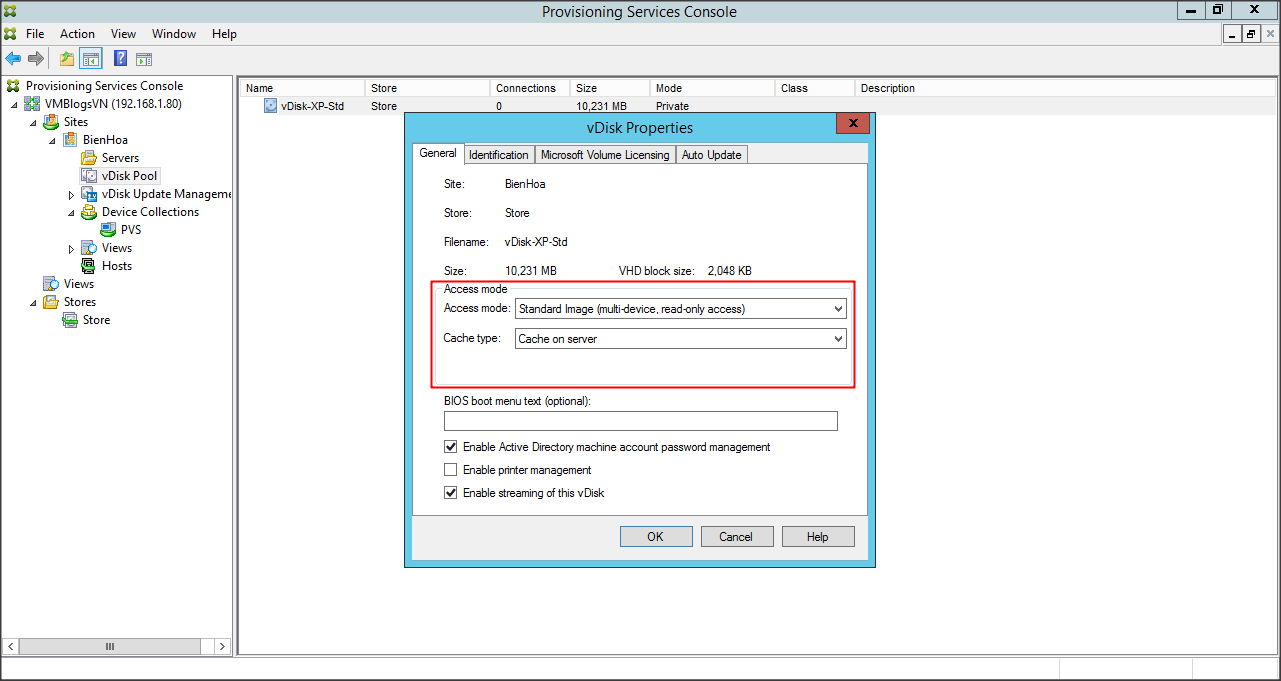 Provisioning Services Console
File Action View Window Help
Provisioning Services Console
VMBlogsVN (192.168.1.80)
Sites
BienHoa
Servers
vDisk Pool
vDisk Update Manageme
Device Collections
PVS
Views
Hosts
Views
Stores
Store
Name Store Connections Size Mode Class Description
vDisk-XP-Std Store 0 10,231 MB Private
vDisk Properties
General Identification Microsoft Volume Licensing Auto Update
Site: BienHoa
Store: Store
Filename: vDisk-XP-Std
Size: 10,231 MB VHD block size: 2,048 KB
Access mode
Access mode: Standard Image (multi-device, read-only access)
Cache type: Cache on server
BIOS boot menu text (optional):
Enable Active Directory machine account password management
Enable printer management
Enable streaming of this vDisk
OK Cancel Help